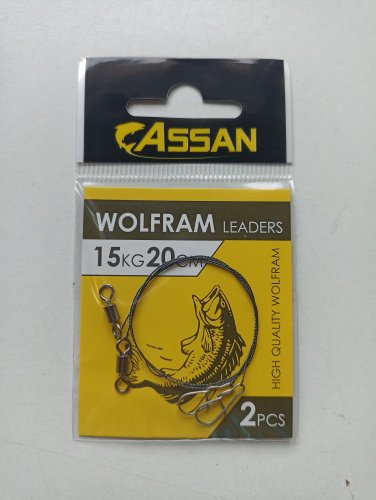 ASSAN
WOLFRAM LEADERS
15KG 20CM
HIGH QUALITY WOLFRAM
2PCS